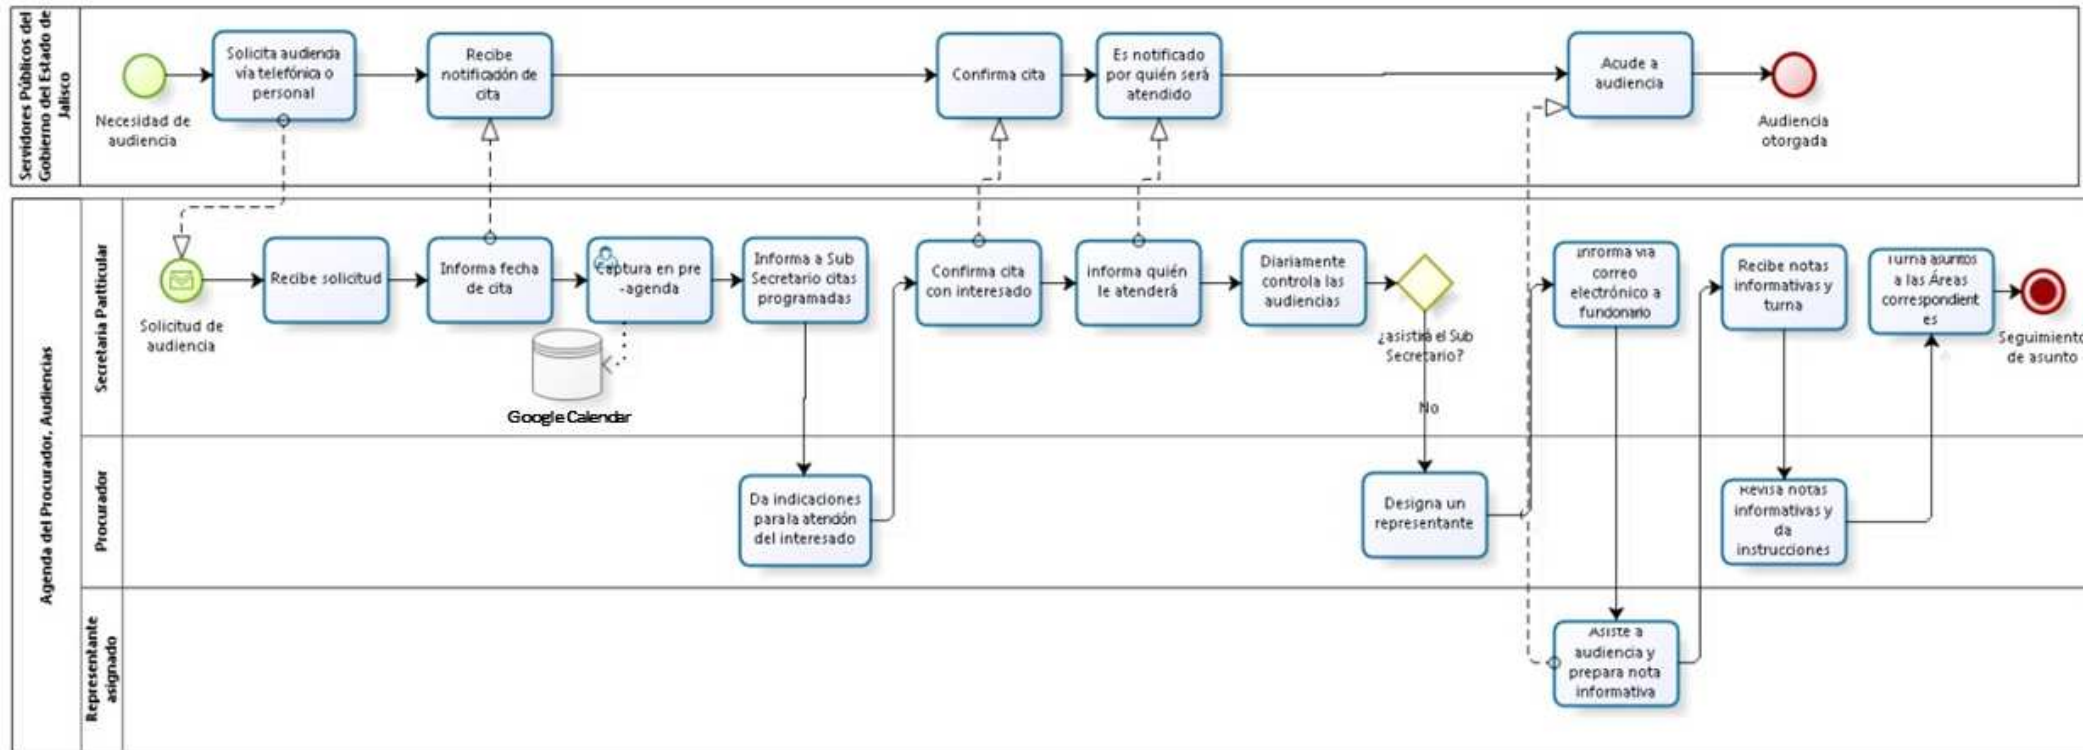 Servidores Públicos del
Gobierno del Estado de
Jalisco
Necesidad de
audiencia
Solicita audiencia
vía telefónica o
personal
Recibe
notificación de
cita
Confirma cita
Es notificado
por quién será
atendido
Acude a
audiencia
Audiencia
otorgada
Agenda del Procurador, Audiencias
Secretaria Partticular
Solicitud de
audiencia
Recibe solicitud
Informa fecha
de cita
Captura en pre
-agenda
Google Calendar
Informa a Sub
Secretario citas
programadas
Confirma cita
con interesado
informa quién
le atenderá
Diariamente
controla las
audiencias
¿asistirá el Sub
Secretario?
No
Informa vía
correo
electrónico a
funcionario
Recibe notas
informativas y
turna
Turna asuntos
a las Áreas
correspondient
es
Seguimiento
de asunto
Procurador
Da indicaciones
para la atención
del interesado
Designa un
representante
Revisa notas
informativas y
da
instrucciones
Representante
asignado
Asiste a
audiencia y
prepara nota
informativa